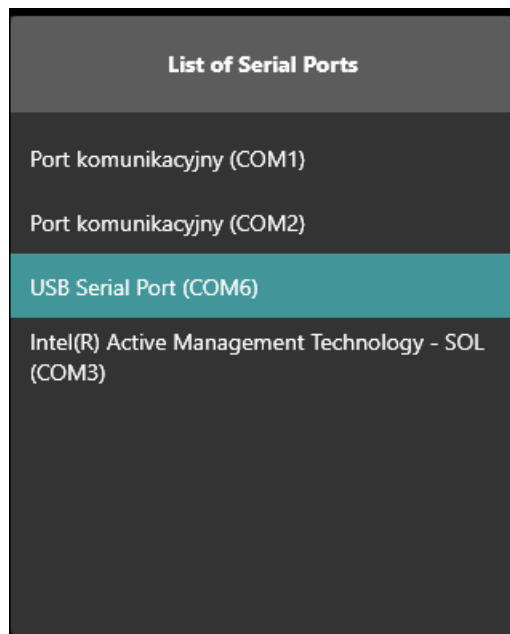 List of Serial Ports
Port komunikacyjny (COM1)
Port komunikacyjny (COM2)
USB Serial Port (COM6)
Intel(R) Active Management Technology - SOL
(COM3)